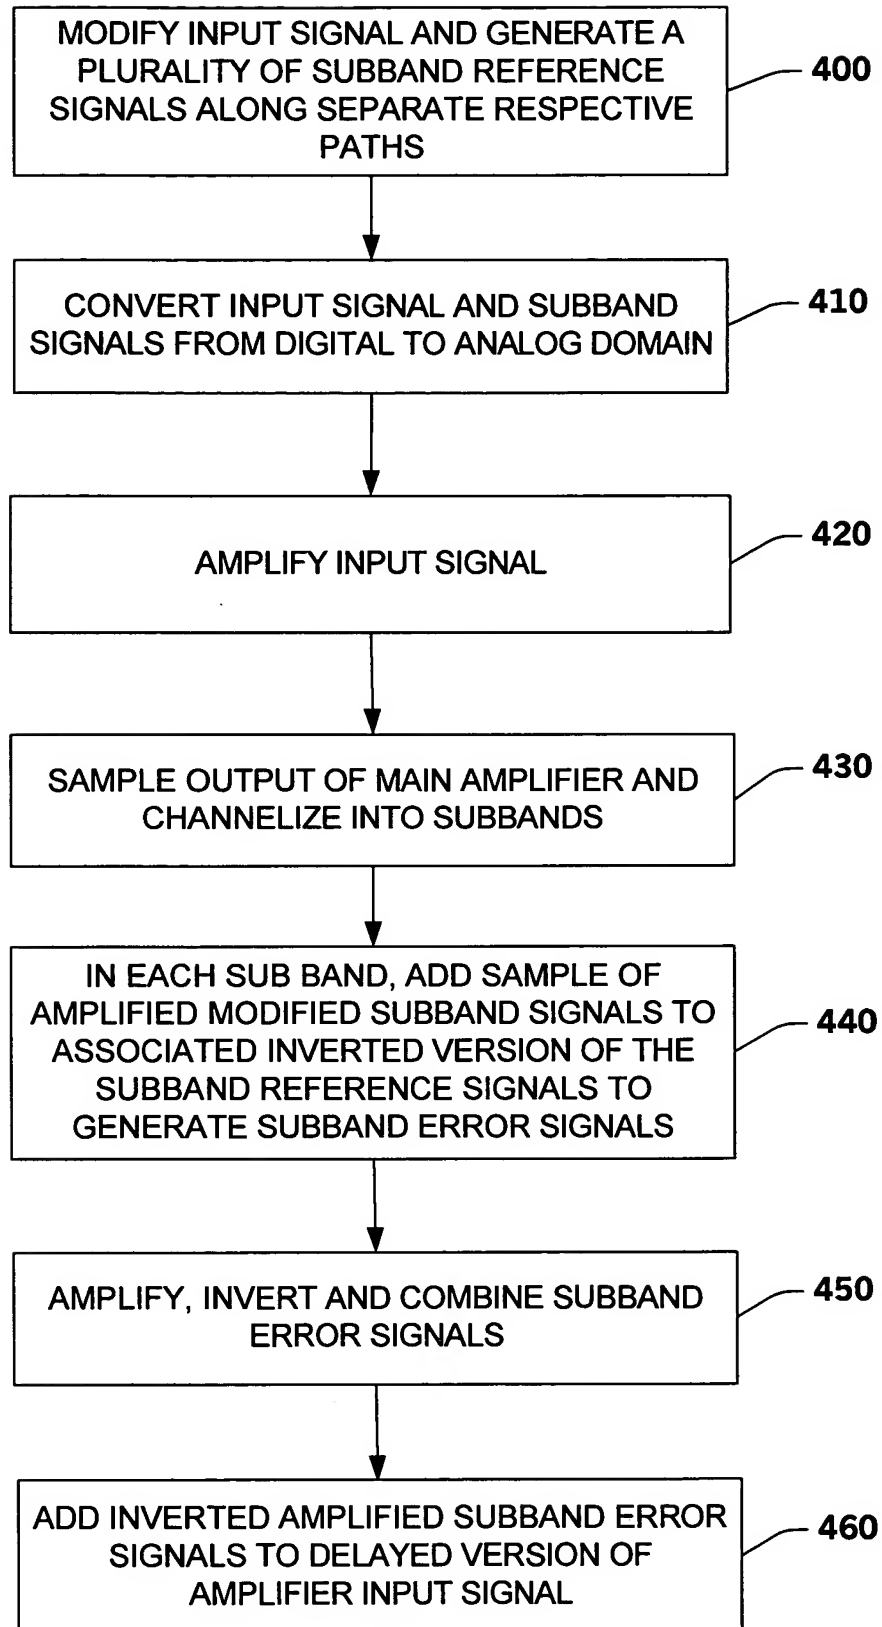 MODIFY INPUT SIGNAL AND GENERATE A
PLURALITY OF SUBBAND REFERENCE
SIGNALS ALONG SEPARATE RESPECTIVE
PATHS
400
CONVERT INPUT SIGNAL AND SUBBAND
SIGNALS FROM DIGITAL TO ANALOG DOMAIN
410
AMPLIFY INPUT SIGNAL
420
SAMPLE OUTPUT OF MAIN AMPLIFIER AND
CHANNELIZE INTO SUBBANDS
430
IN EACH SUB BAND, ADD SAMPLE OF
AMPLIFIED MODIFIED SUBBAND SIGNALS TO
ASSOCIATED INVERTED VERSION OF THE
SUBBAND REFERENCE SIGNALS TO
GENERATE SUBBAND ERROR SIGNALS
440
AMPLIFY, INVERT AND COMBINE SUBBAND
ERROR SIGNALS
450
ADD INVERTED AMPLIFIED SUBBAND ERROR
SIGNALS TO DELAYED VERSION OF
AMPLIFIER INPUT SIGNAL
460